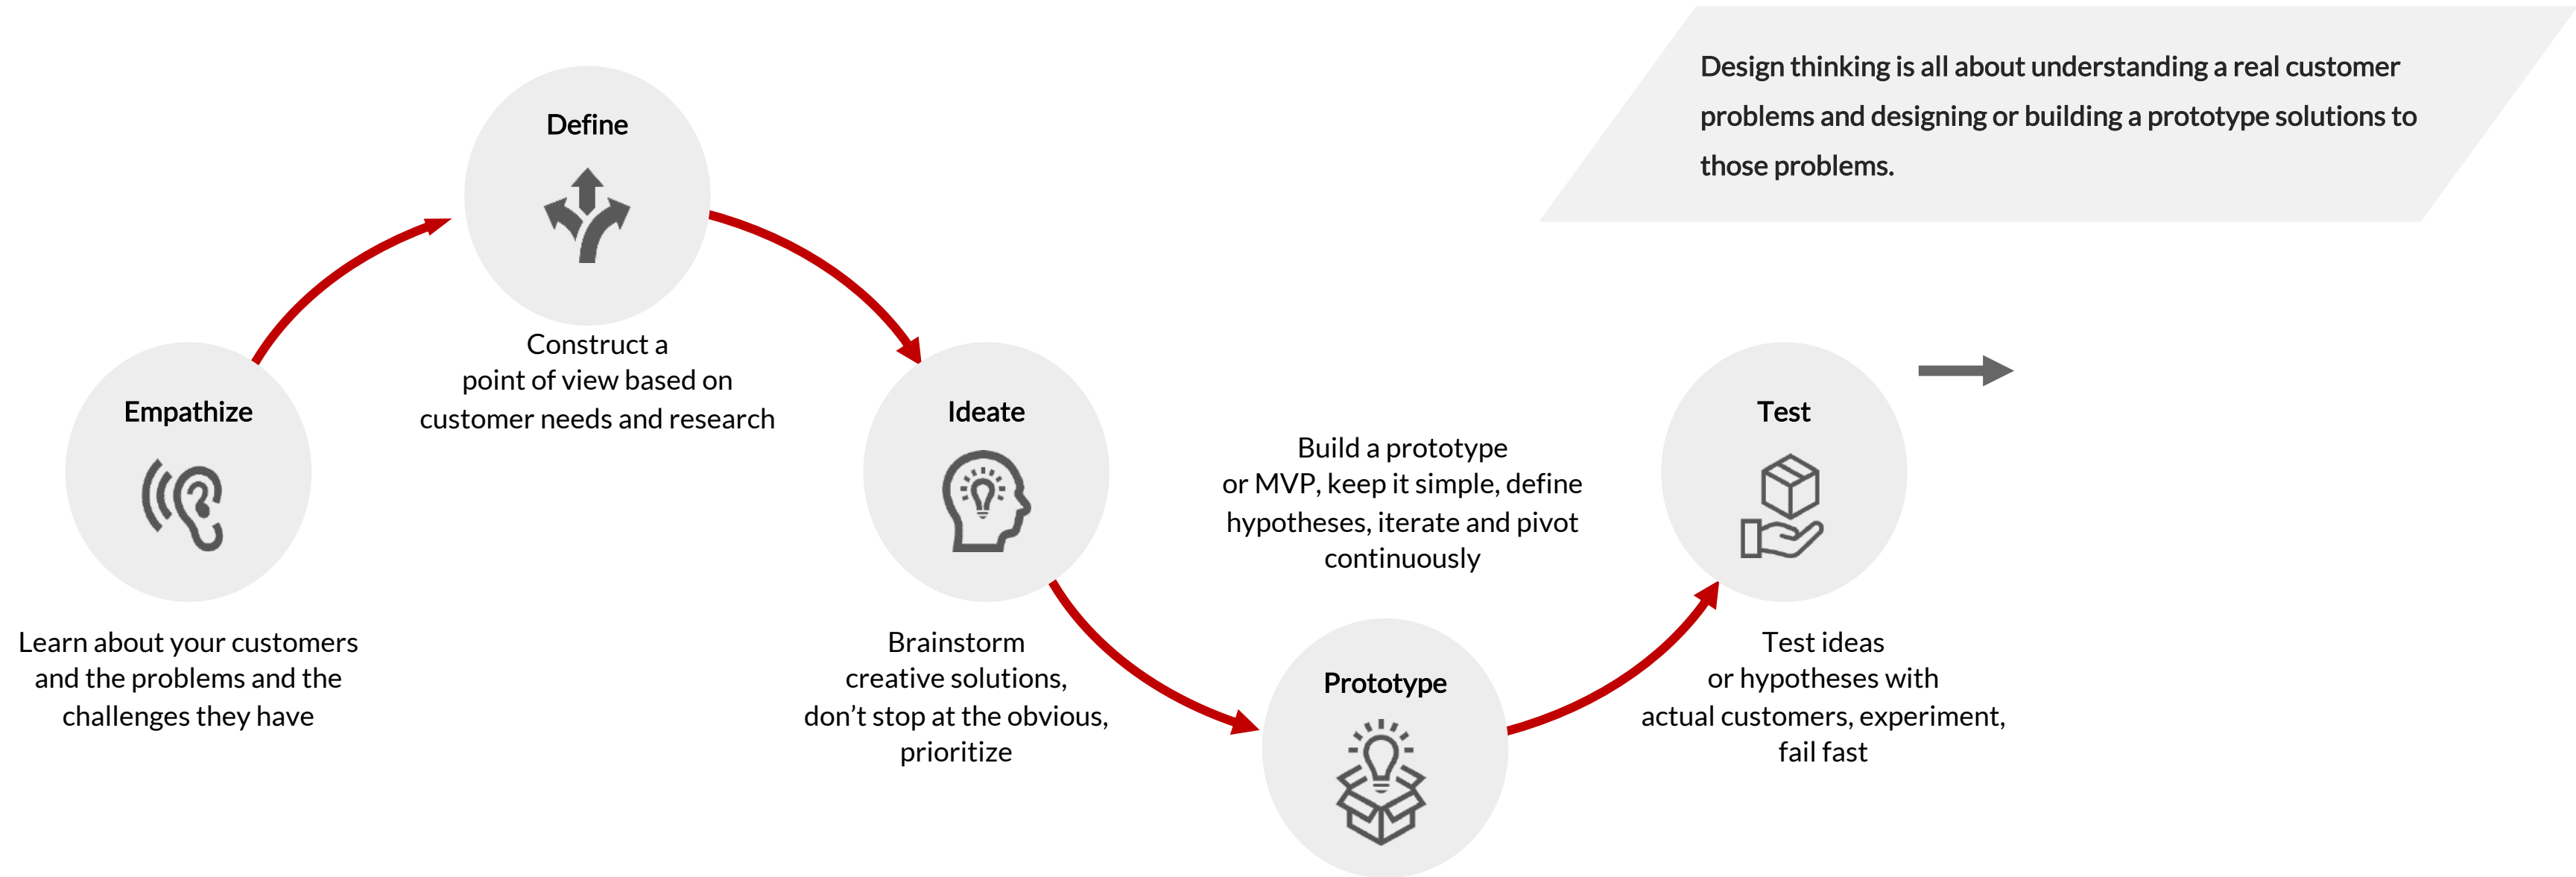 Design thinking is all about understanding a real customer
problems and designing or building a prototype solutions to
those problems.
Define
Construct a
point of view based on
customer needs and research
Empathize
Learn about your customers
and the problems and the
challenges they have
Ideate
Brainstorm
creative solutions,
don’t stop at the obvious,
prioritize
Build a prototype
or MVP, keep it simple, define
hypotheses, iterate and pivot
continuously
Prototype
Test
Test ideas
or hypotheses with
actual customers, experiment,
fail fast